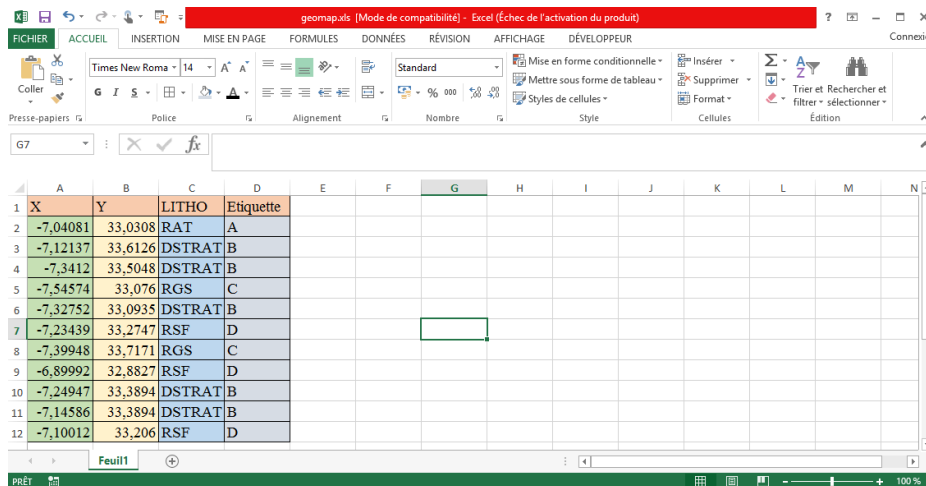 geomap.xls [Mode de compatibilité] - Excel (Échec de l'activation du produit)
FICHIER ACCUEIL INSERTION MISE EN PAGE FORMULES DONNÉES RÉVISION AFFICHAGE DÉVELOPPEUR Connexi
Coller
Times New Roma 14
G I S
Standard
% 000
Mise en forme conditionnelle
Mettre sous forme de tableau
Styles de cellules
Insérer
Supprimer
Format
Trier et filtrer
Rechercher et sélectionner
Presse-papiers Police Alignement Nombre Style Cellules Édition
G7 fx
A B C D E F G H I J K L M N
1 X Y LITHO Etiquette
2 -7,04081 33,0308 RAT A
3 -7,12137 33,6126 DSTRAT B
4 -7,3412 33,5048 DSTRAT B
5 -7,54574 33,076 RGS C
6 -7,32752 33,0935 DSTRAT B
7 -7,23439 33,2747 RSF D
8 -7,39948 33,7171 RGS C
9 -6,89992 32,8827 RSF D
10 -7,24947 33,3894 DSTRAT B
11 -7,14586 33,3894 DSTRAT B
12 -7,10012 33,206 RSF D
Feuil1
PRÊT 100 %